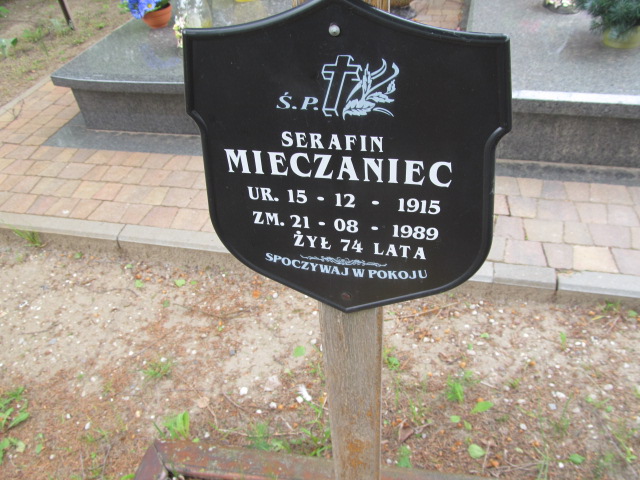 Ś.P.
SERAFIN
MIECZANIEC
UR. 15 - 12 - 1915
ZM. 21 - 08 - 1989
ŻYŁ 74 LATA
SPOCZYWAJ W POKOJU